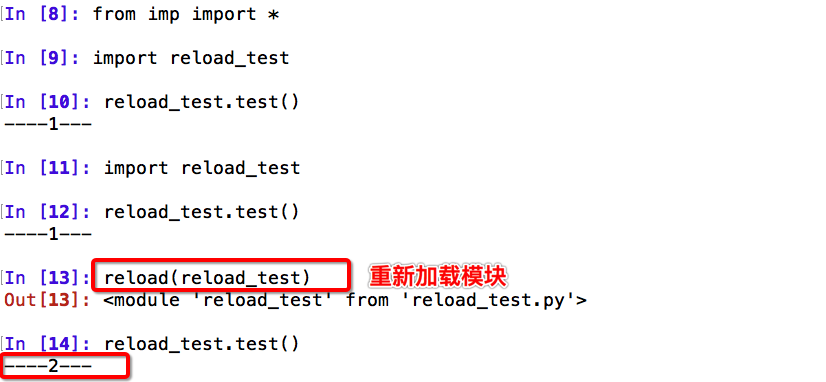 In [8]: from imp import *
In [9]: import reload_test
In [10]: reload_test.test()
----1---
In [11]: import reload_test
In [12]: reload_test.test()
----1---
In [13]: reload(reload_test) 重新加载模块
Out[13]: <module 'reload_test' from 'reload_test.py'>
In [14]: reload_test.test()
----2---